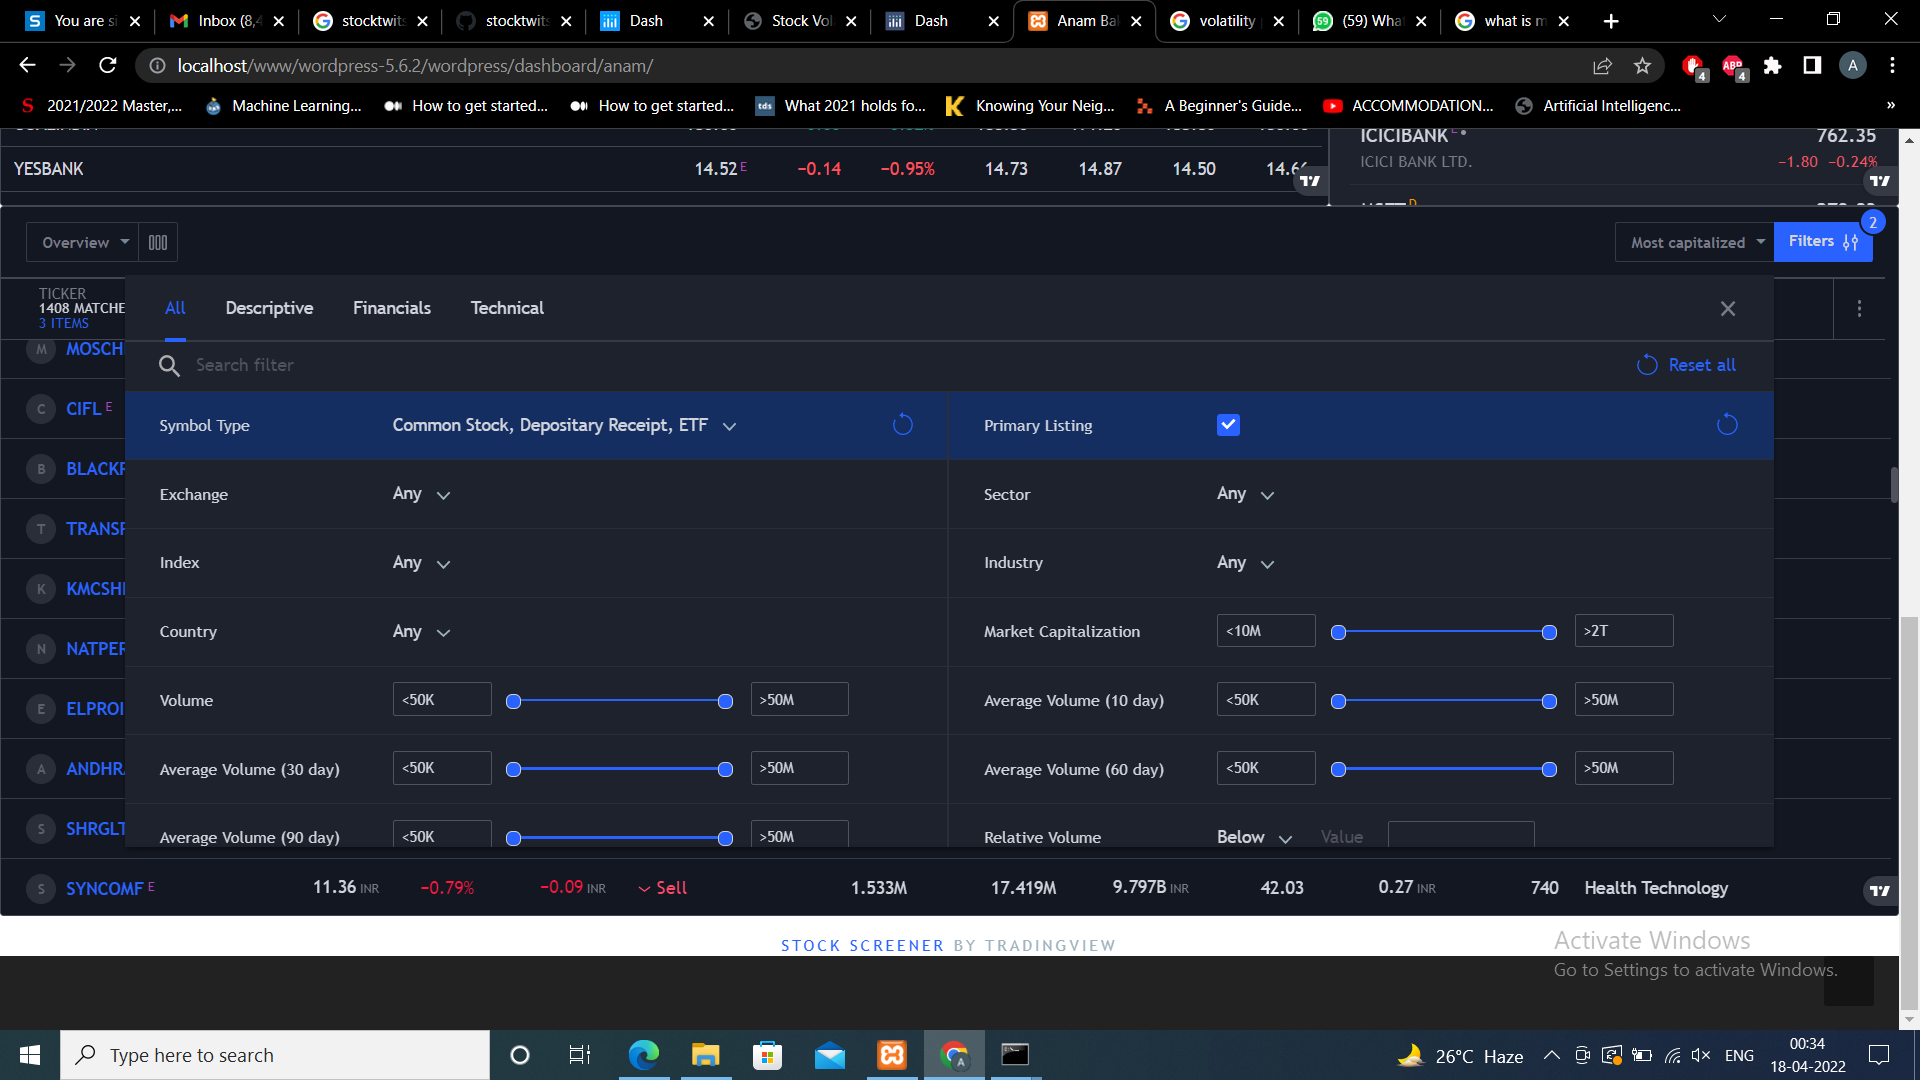 You are si
Inbox (8,4
stocktwits
stocktwits
Dash
Stock Vol
Dash
Anam Bal
volatility
(59) What
what is m
localhost/www/wordpress-5.6.2/wordpress/dashboard/anam/
4
ABP
4
A
S 2021/2022 Master,...
Machine Learning...
How to get started...
How to get started...
tds What 2021 holds fo...
Knowing Your Neig...
A Beginner's Guide...
ACCOMMODATION...
Artificial Intelligenc...
»
YESBANK 14.52 E −0.14 −0.95% 14.73 14.87 14.50
ICICIBANK E 762.35
ICICI BANK LTD. −1.80 −0.24%
Overview
Most capitalized
Filters
2
TICKER
1408 MATCHE
3 ITEMS
All Descriptive Financials Technical
Search filter
Reset all
Symbol Type Common Stock, Depositary Receipt, ETF
Primary Listing
Exchange Any
Sector Any
Index Any
Industry Any
Country Any
Market Capitalization <10M >2T
Volume <50K >50M
Average Volume (10 day) <50K >50M
Average Volume (30 day) <50K >50M
Average Volume (60 day) <50K >50M
Average Volume (90 day) <50K >50M
Relative Volume Below Value
M MOSCH
C CIFL E
B BLACKR
T TRANSP
K KMCSH
N NATPER
E ELPROI
A ANDHRA
S SHRGLT
S SYNCOMF E 11.36 INR −0.79% −0.09 INR Sell 1.533M 17.419M 9.797B INR 42.03 0.27 INR 740 Health Technology
STOCK SCREENER BY TRADINGVIEW
Activate Windows
Go to Settings to activate Windows.
Type here to search
26°C Haze
ENG
00:34
18-04-2022